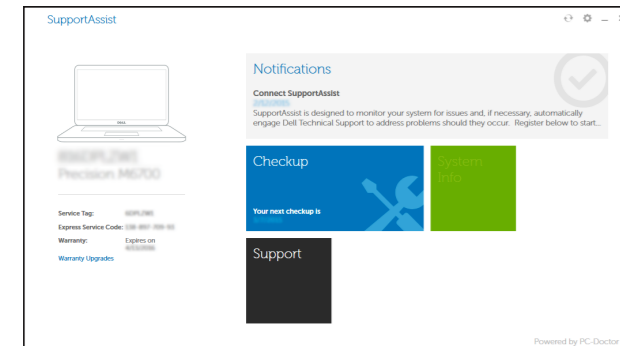 SupportAssist
DELL
Precision M6700
Service Tag:
Express Service Code:
Warranty: Expires on
Warranty Upgrades
Notifications
Connect SupportAssist
SupportAssist is designed to monitor your system for issues and, if necessary, automatically
engage Dell Technical Support to address problems should they occur. Register below to start...
Checkup
Your next checkup is
System
Info
Support
Powered by PC-Doctor